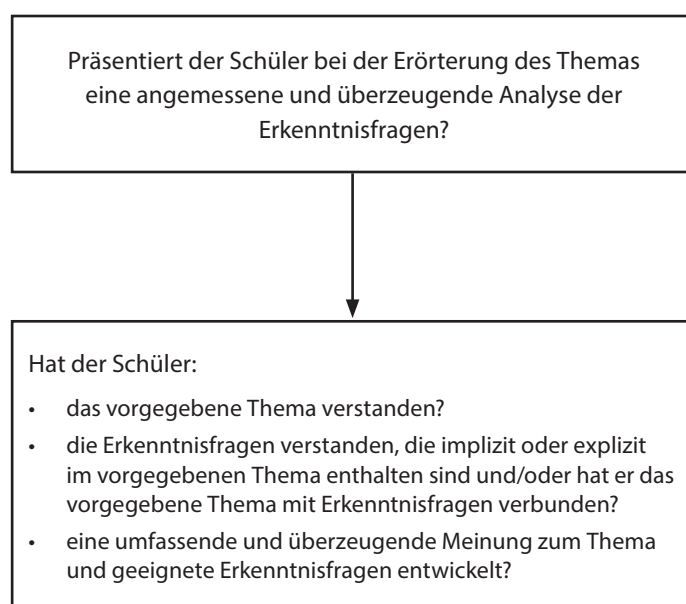 Präsentiert der Schüler bei der Erörterung des Themas
eine angemessene und überzeugende Analyse der
Erkenntnisfragen?
Hat der Schüler:
• das vorgegebene Thema verstanden?
• die Erkenntnisfragen verstanden, die implizit oder explizit
im vorgegebenen Thema enthalten sind und/oder hat er das
vorgegebene Thema mit Erkenntnisfragen verbunden?
• eine umfassende und überzeugende Meinung zum Thema
und geeignete Erkenntnisfragen entwickelt?